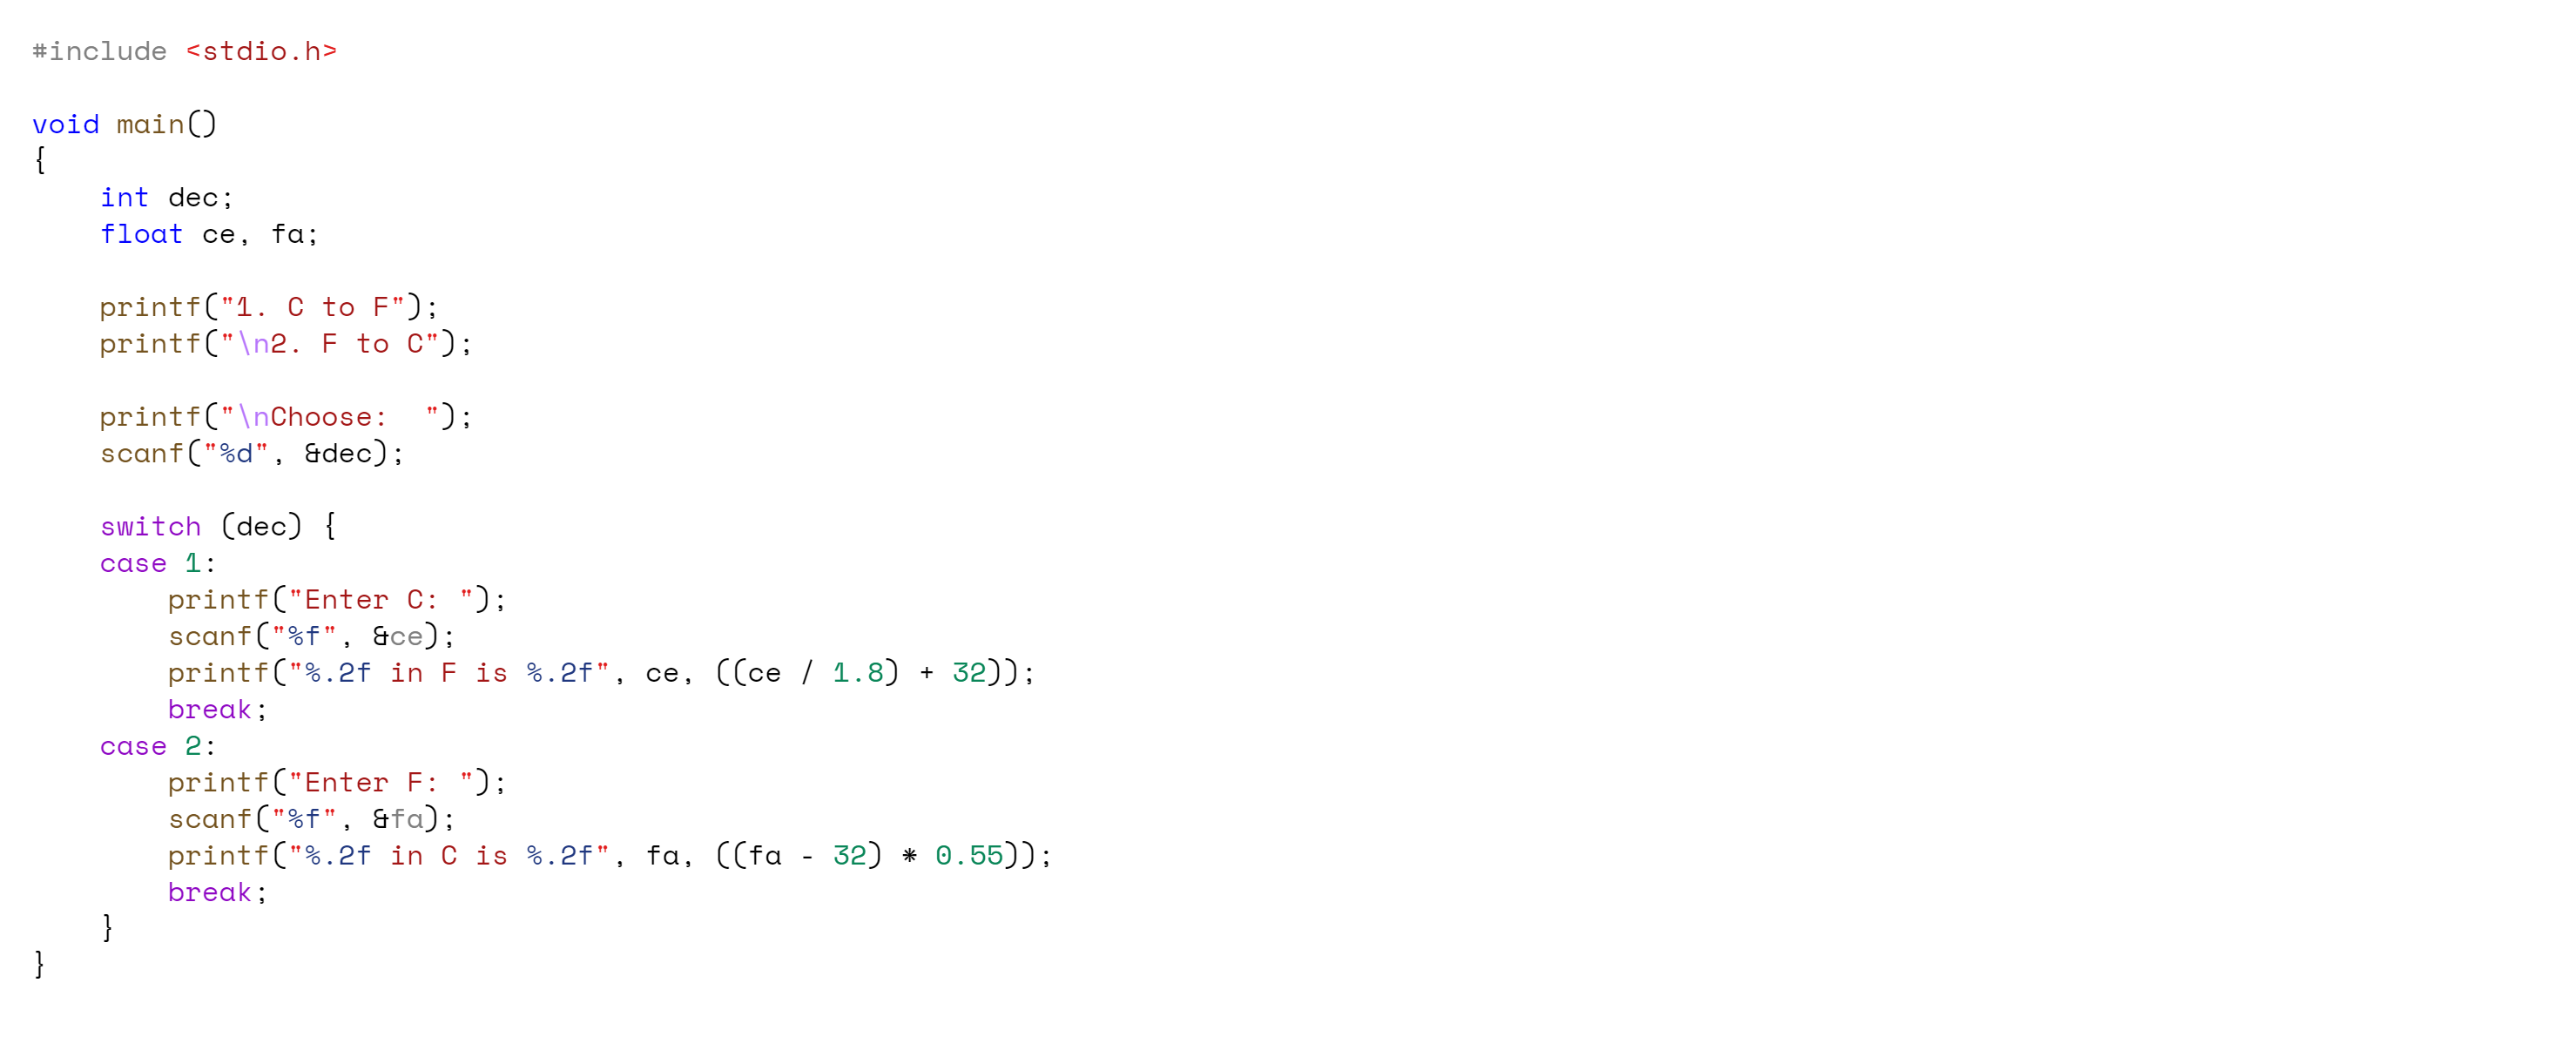 #include <stdio.h>

void main()
{
    int dec;
    float ce, fa;

    printf("1. C to F");
    printf("\n2. F to C");

    printf("\nChoose:  ");
    scanf("%d", &dec);

    switch (dec) {
    case 1:
        printf("Enter C: ");
        scanf("%f", &ce);
        printf("%.2f in F is %.2f", ce, ((ce / 1.8) + 32));
        break;
    case 2:
        printf("Enter F: ");
        scanf("%f", &fa);
        printf("%.2f in C is %.2f", fa, ((fa - 32) * 0.55));
        break;
    }
}